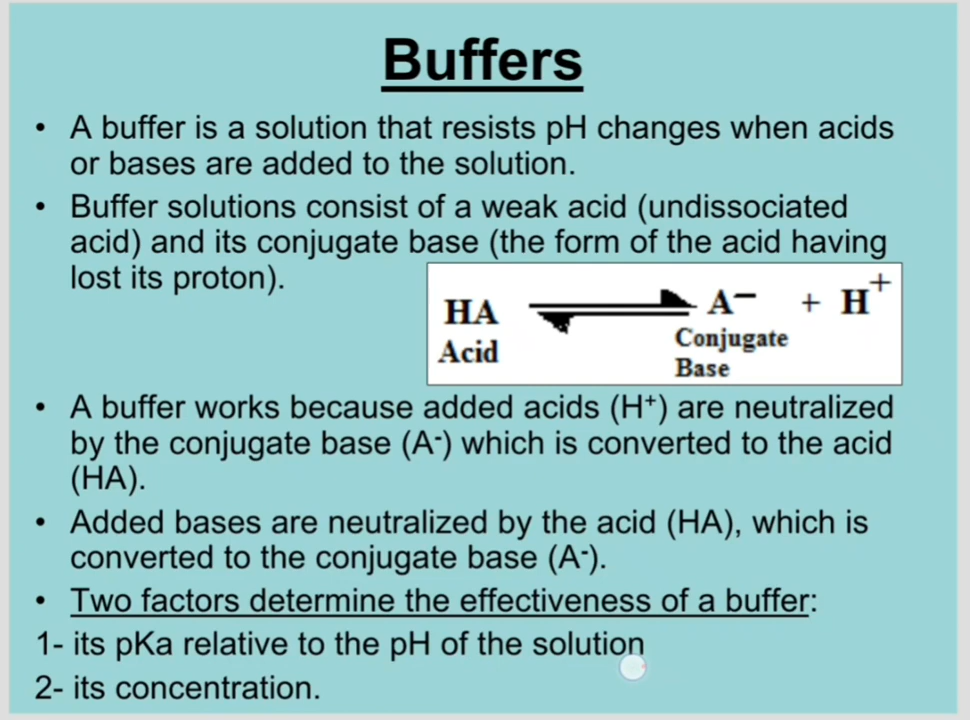 Buffers
• A buffer is a solution that resists pH changes when acids
or bases are added to the solution.
• Buffer solutions consist of a weak acid (undissociated
acid) and its conjugate base (the form of the acid having
lost its proton).
HA ⇌ A− + H+
Acid Conjugate
Base
• A buffer works because added acids (H⁺) are neutralized
by the conjugate base (A⁻) which is converted to the acid
(HA).
• Added bases are neutralized by the acid (HA), which is
converted to the conjugate base (A⁻).
• Two factors determine the effectiveness of a buffer:
1- its pKa relative to the pH of the solution
2- its concentration.